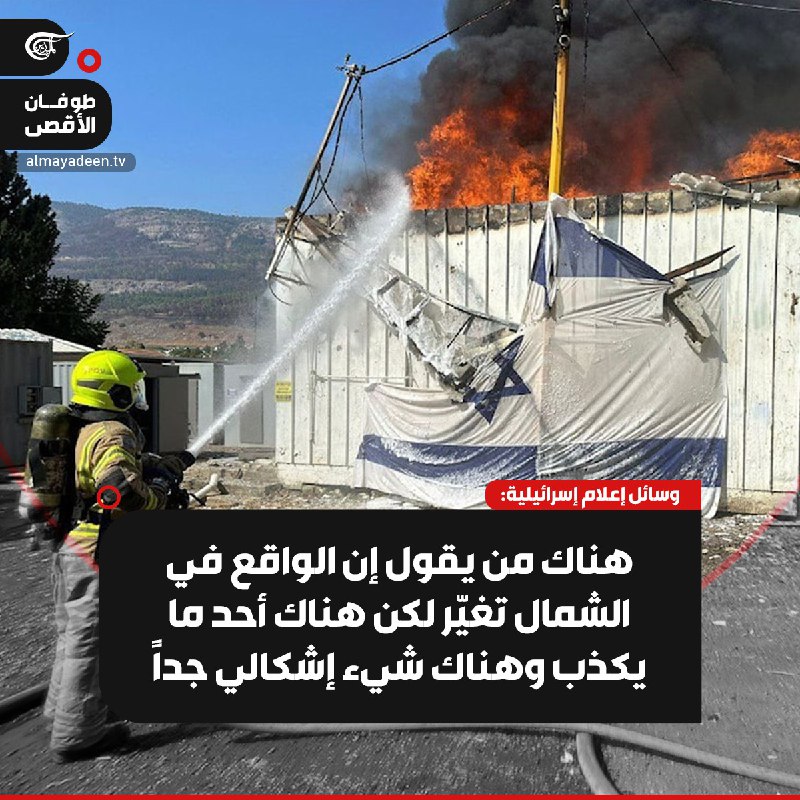 طوفان
الأقصى
almayadeen.tv
وسائل إعلام إسرائيلية:
هناك من يقول إن الواقع في
الشمال تغيّر لكن هناك أحد ما
يكذب وهناك شيء إشكالي جداً